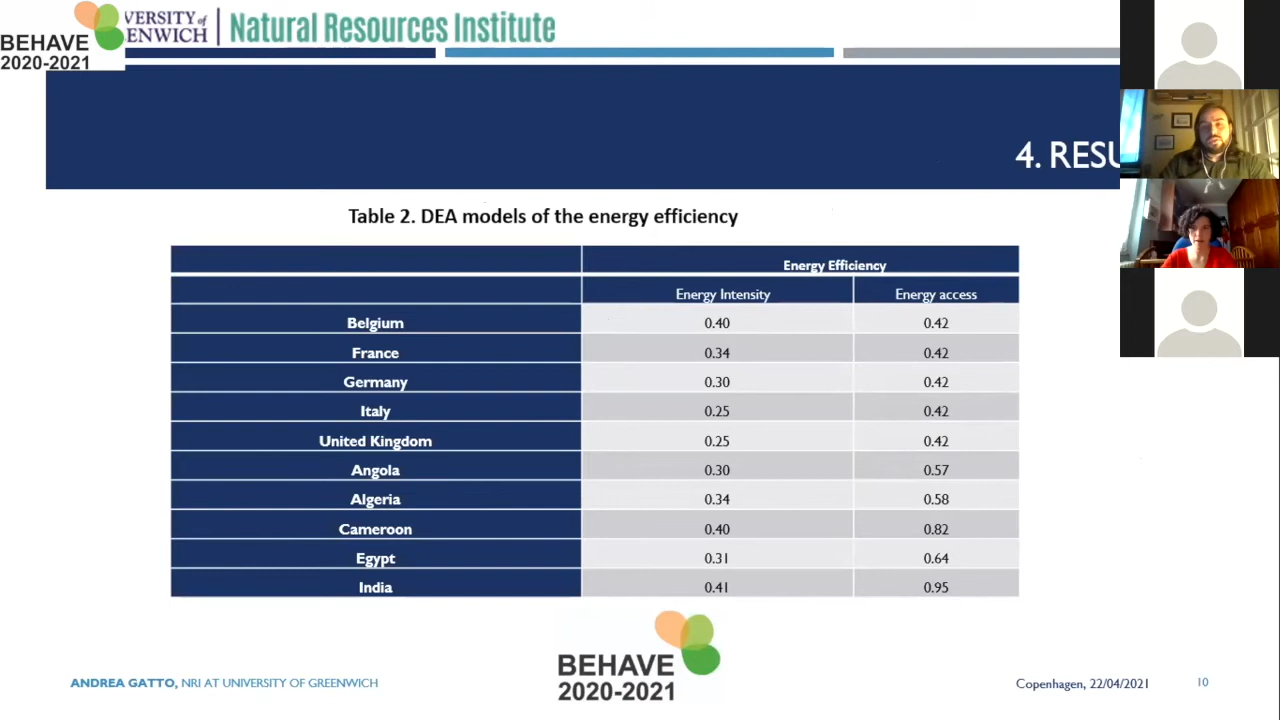 VERSITY of
ENWICH
Natural Resources Institute
BEHAVE
2020-2021
4. RESU
Table 2. DEA models of the energy efficiency
Energy Efficiency
Energy Intensity Energy access
Belgium 0.40 0.42
France 0.34 0.42
Germany 0.30 0.42
Italy 0.25 0.42
United Kingdom 0.25 0.42
Angola 0.30 0.57
Algeria 0.34 0.58
Cameroon 0.40 0.82
Egypt 0.31 0.64
India 0.41 0.95
BEHAVE
2020-2021
ANDREA GATTO, NRI AT UNIVERSITY OF GREENWICH
Copenhagen, 22/04/2021 10